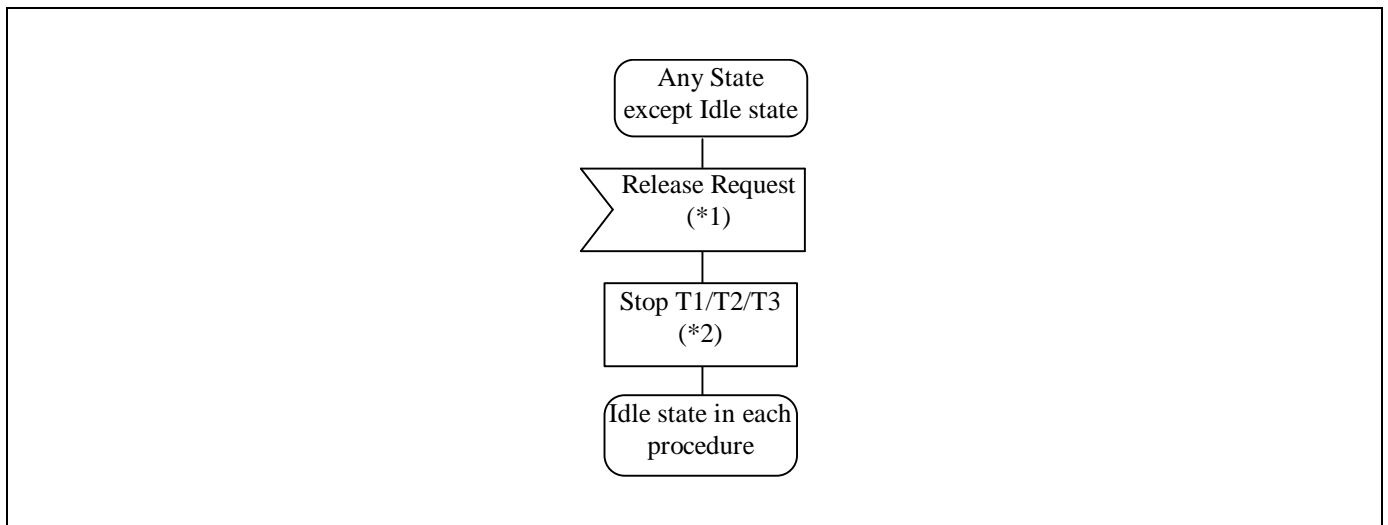 Any State
except Idle state
Release Request
(*1)
Stop T1/T2/T3
(*2)
Idle state in each
procedure